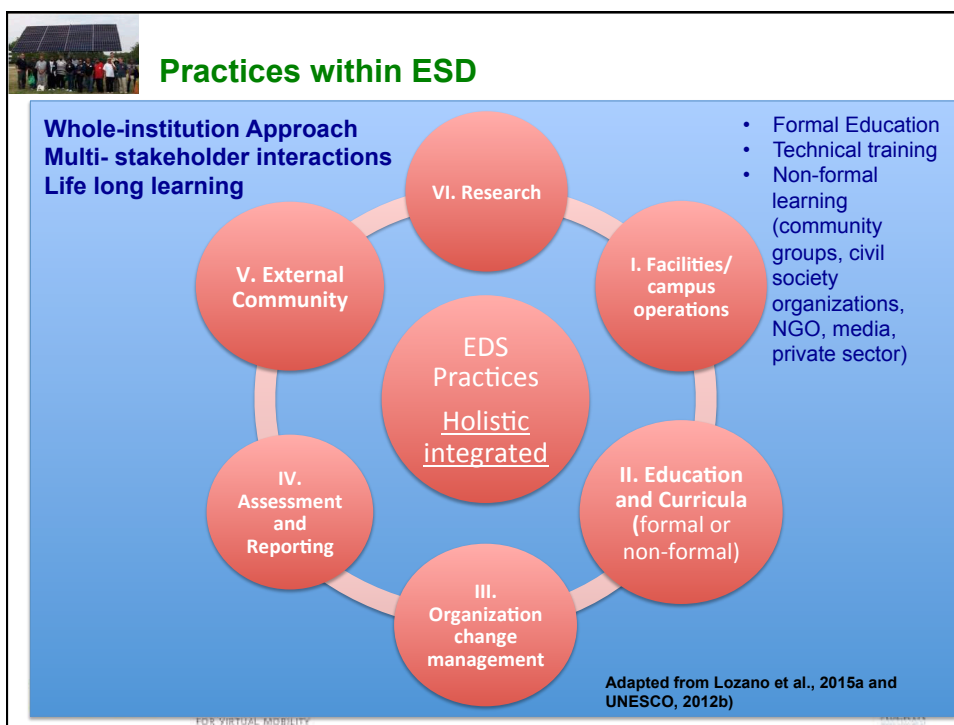 Practices within ESD
Whole-institution Approach
Multi- stakeholder interactions
Life long learning
• Formal Education
• Technical training
• Non-formal
learning
(community
groups, civil
society
organizations,
NGO, media,
private sector)
VI. Research
I. Facilities/
campus
operations
II. Education
and Curricula
(formal or
non-formal)
III.
Organization
change
management
IV.
Assessment
and
Reporting
V. External
Community
EDS
Practices
Holistic
integrated
Adapted from Lozano et al., 2015a and
UNESCO, 2012b)
FOR VIRTUAL MOBILITY